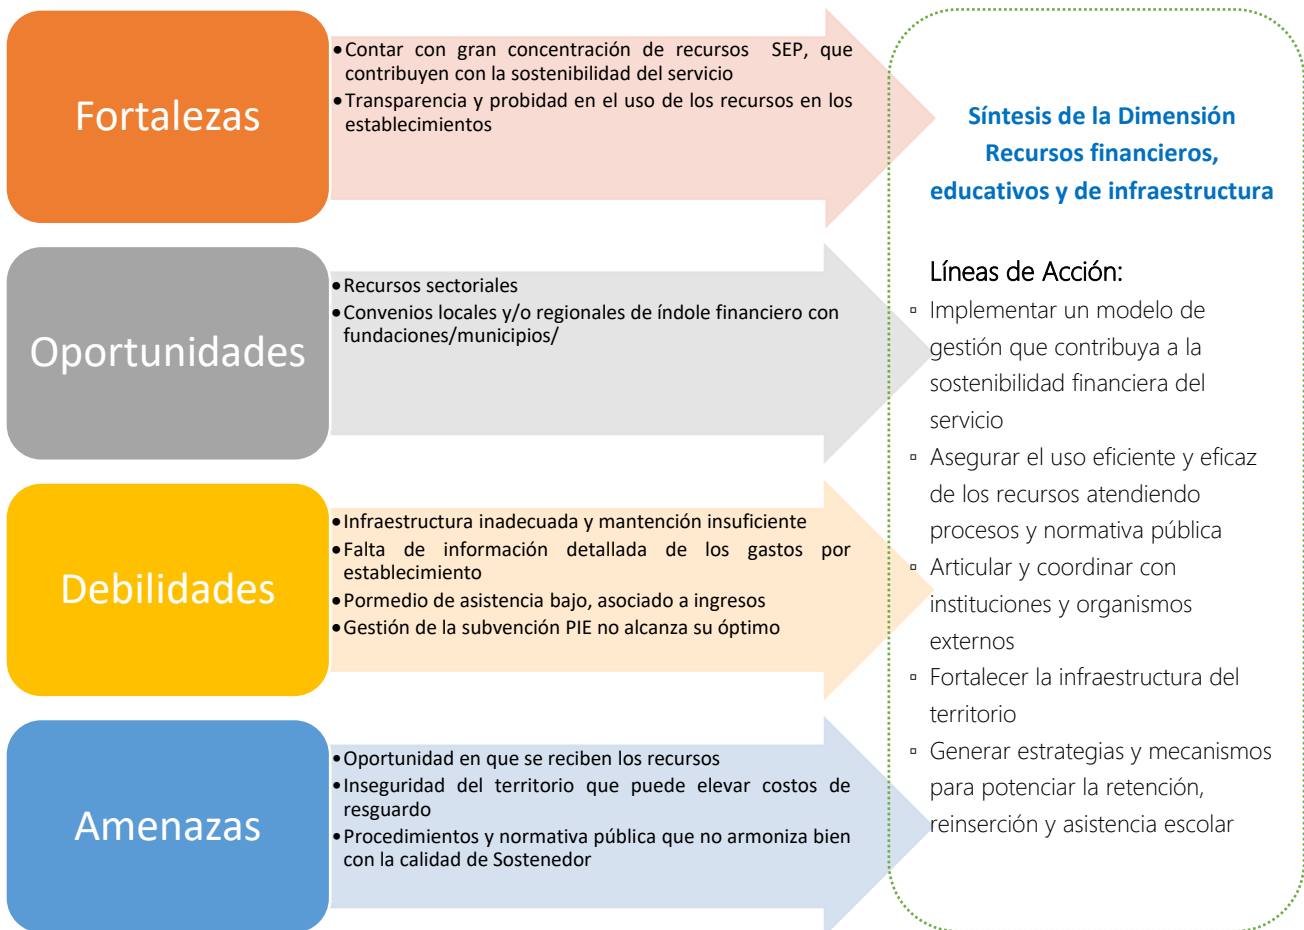 Fortalezas
•Contar con gran concentración de recursos SEP, que
contribuyen con la sostenibilidad del servicio
•Transparencia y probidad en el uso de los recursos en los
establecimientos
Oportunidades
•Recursos sectoriales
•Convenios locales y/o regionales de índole financiero con
fundaciones/municipios/
Debilidades
•Infraestructura inadecuada y mantención insuficiente
•Falta de información detallada de los gastos por
establecimiento
•Pormedio de asistencia bajo, asociado a ingresos
•Gestión de la subvención PIE no alcanza su óptimo
Amenazas
•Oportunidad en que se reciben los recursos
•Inseguridad del territorio que puede elevar costos de
resguardo
•Procedimientos y normativa pública que no armoniza bien
con la calidad de Sostenedor
Síntesis de la Dimensión
Recursos financieros,
educativos y de infraestructura
Líneas de Acción:
▫ Implementar un modelo de
gestión que contribuya a la
sostenibilidad financiera del
servicio
▫ Asegurar el uso eficiente y eficaz
de los recursos atendiendo
procesos y normativa pública
▫ Articular y coordinar con
instituciones y organismos
externos
▫ Fortalecer la infraestructura del
territorio
▫ Generar estrategias y mecanismos
para potenciar la retención,
reinserción y asistencia escolar